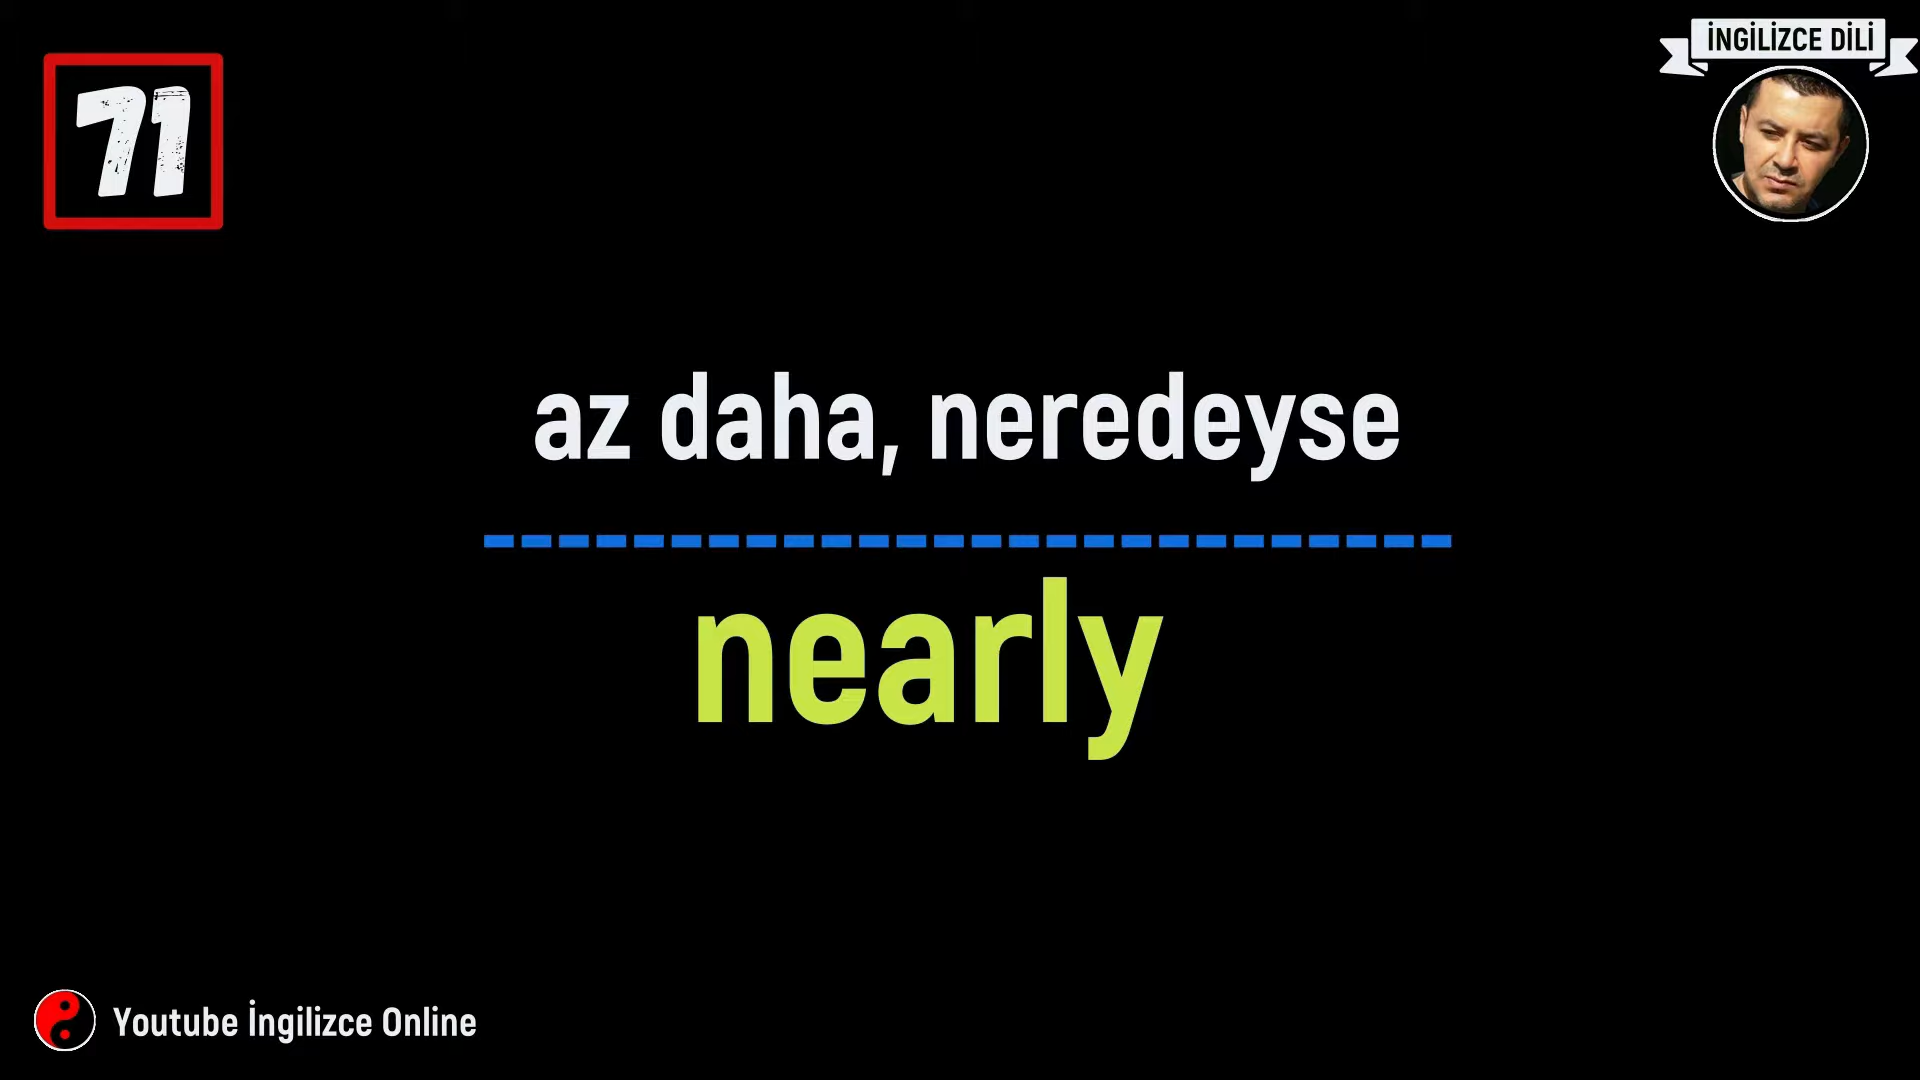 71
İNGİLİZCE DİLİ
az daha, neredeyse
nearly
Youtube İngilizce Online